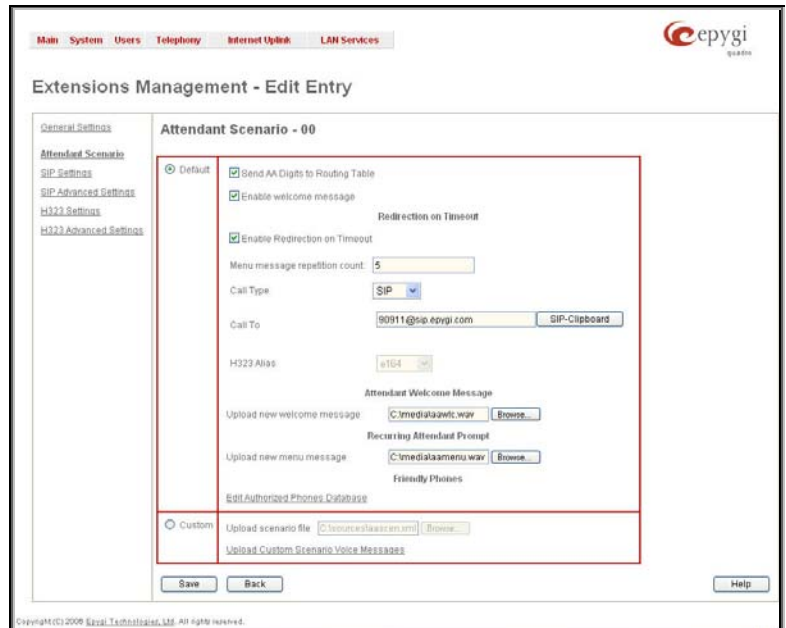 Main System Users Telephony Internet Uplink LAN Services
epygi
quadro
Extensions Management - Edit Entry
General Settings
Attendant Scenario
SIP Settings
SIP Advanced Settings
H323 Settings
H323 Advanced Settings
Attendant Scenario - 00
Default
Send AA Digits to Routing Table
Enable welcome message
Redirection on Timeout
Enable Redirection on Timeout
Menu message repetition count: 5
Call Type SIP
Call To 90911@sip.epygi.com SIP-Clipboard
H323 Alias e164
Attendant Welcome Message
Upload new welcome message C:\media\aawlc.wav Browse...
Recurring Attendant Prompt
Upload new menu message C:\media\aamenu.wav Browse...
Friendly Phones
Edit Authorized Phones Database
Custom Upload scenario file C:\sources\aascen.xml Browse...
Upload Custom Scenario Voice Messages
Save Back Help
Copyright (C) 2008 Epygi Technologies, Ltd. All rights reserved.